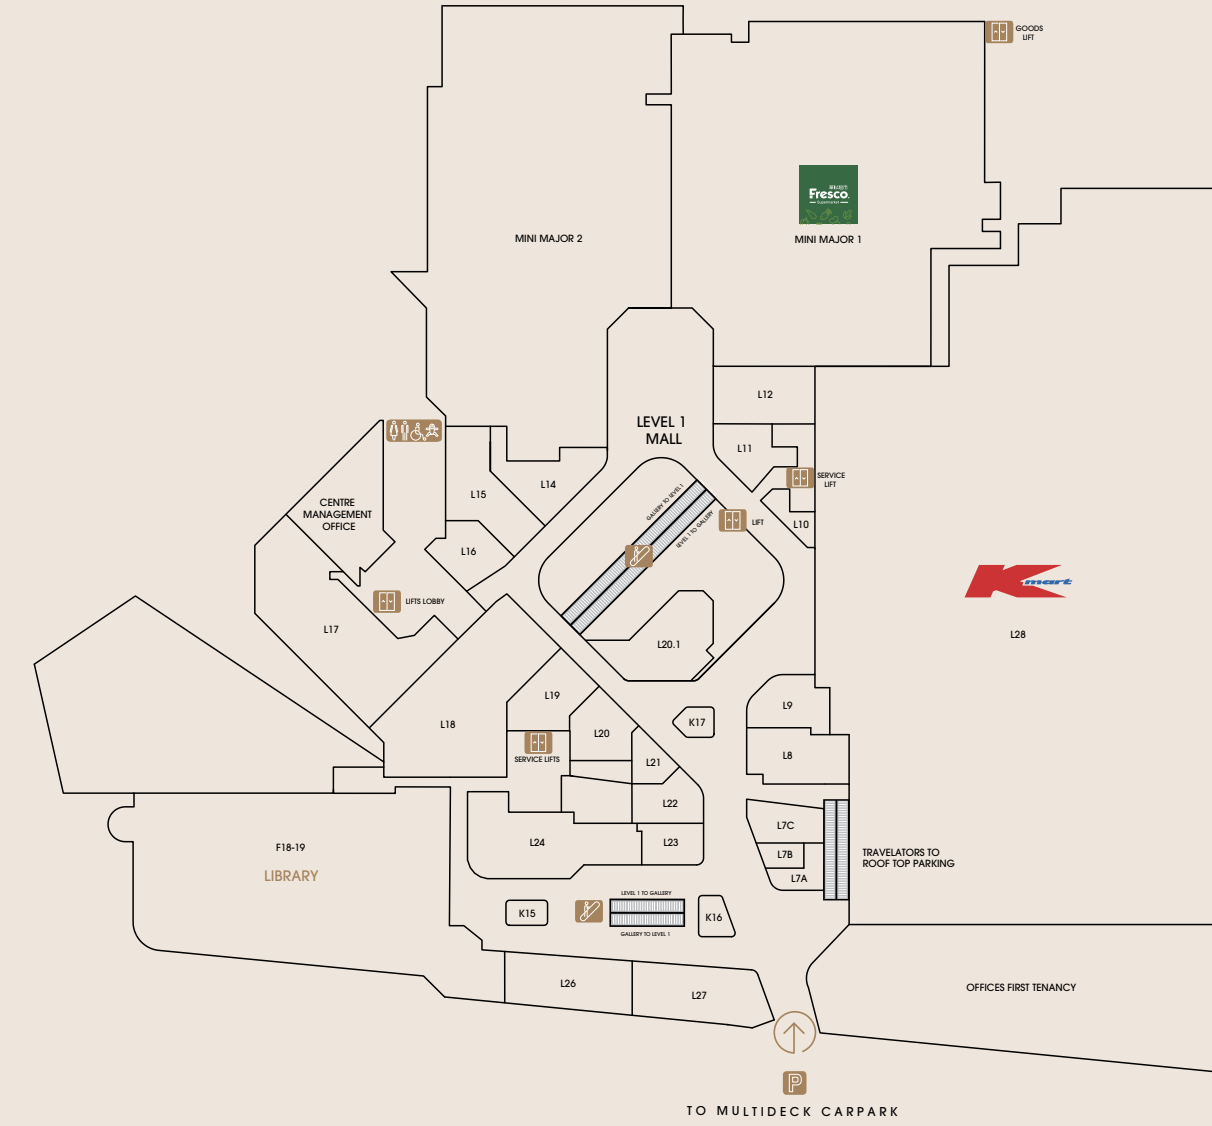 GOODS
LIFT
Fresco.
Supermarket
MINI MAJOR 2
MINI MAJOR 1
L12
LEVEL 1
MALL
L11
SERVICE
LIFT
L14
L15
GALLERY TO LEVEL 1
LEVEL 1 TO GALLERY
LIFT
L10
CENTRE
MANAGEMENT
OFFICE
L16
Kmart
L28
LIFTS LOBBY
L17
L20.1
L19
L9
K17
L18
L20
SERVICE LIFTS
L21
L8
L22
L7C
L24
L23
L7B
L7A
TRAVELATORS TO
ROOF TOP PARKING
F18-19
LIBRARY
LEVEL 1 TO GALLERY
K15
K16
GALLERY TO LEVEL 1
L26
L27
OFFICES FIRST TENANCY
P
TO MULTIDECK CARPARK